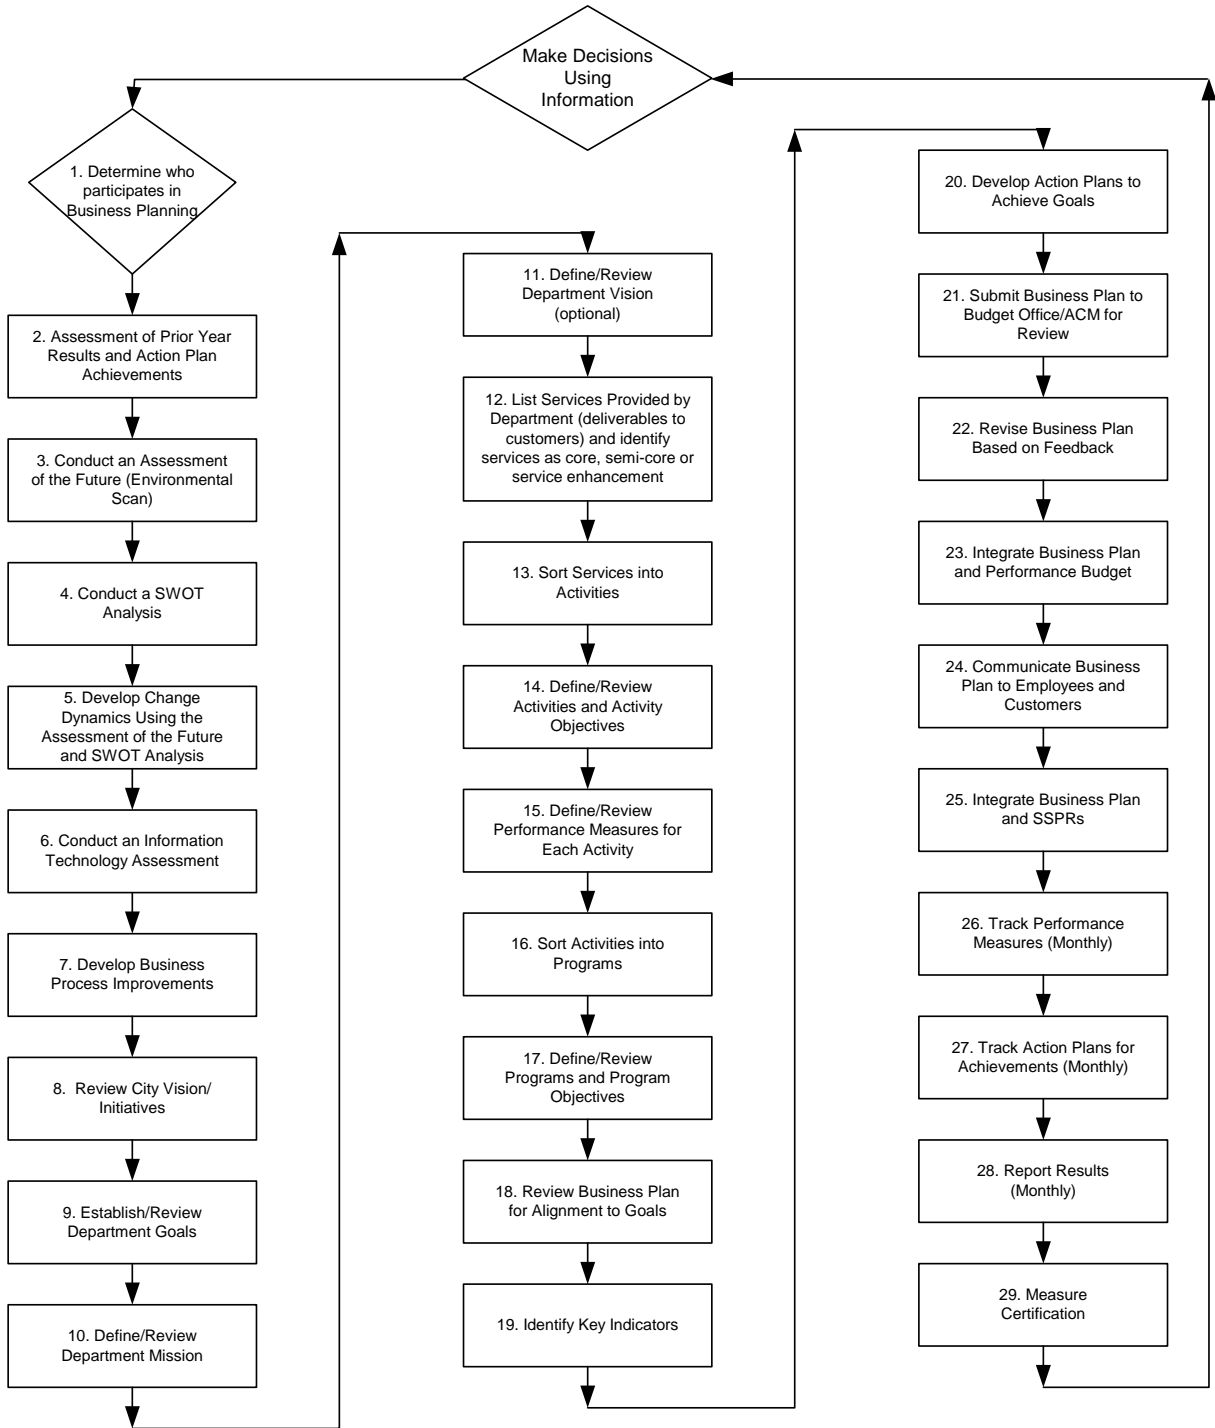 Make Decisions
Using
Information
1. Determine who
participates in
Business Planning
2. Assessment of Prior Year
Results and Action Plan
Achievements
3. Conduct an Assessment
of the Future (Environmental
Scan)
4. Conduct a SWOT
Analysis
5. Develop Change
Dynamics Using the
Assessment of the Future
and SWOT Analysis
6. Conduct an Information
Technology Assessment
7. Develop Business
Process Improvements
8. Review City Vision/
Initiatives
9. Establish/Review
Department Goals
10. Define/Review
Department Mission
11. Define/Review
Department Vision
(optional)
12. List Services Provided by
Department (deliverables to
customers) and identify
services as core, semi-core or
service enhancement
13. Sort Services into
Activities
14. Define/Review
Activities and Activity
Objectives
15. Define/Review
Performance Measures for
Each Activity
16. Sort Activities into
Programs
17. Define/Review
Programs and Program
Objectives
18. Review Business Plan
for Alignment to Goals
19. Identify Key Indicators
20. Develop Action Plans to
Achieve Goals
21. Submit Business Plan to
Budget Office/ACM for
Review
22. Revise Business Plan
Based on Feedback
23. Integrate Business Plan
and Performance Budget
24. Communicate Business
Plan to Employees and
Customers
25. Integrate Business Plan
and SSPRs
26. Track Performance
Measures (Monthly)
27. Track Action Plans for
Achievements (Monthly)
28. Report Results
(Monthly)
29. Measure
Certification